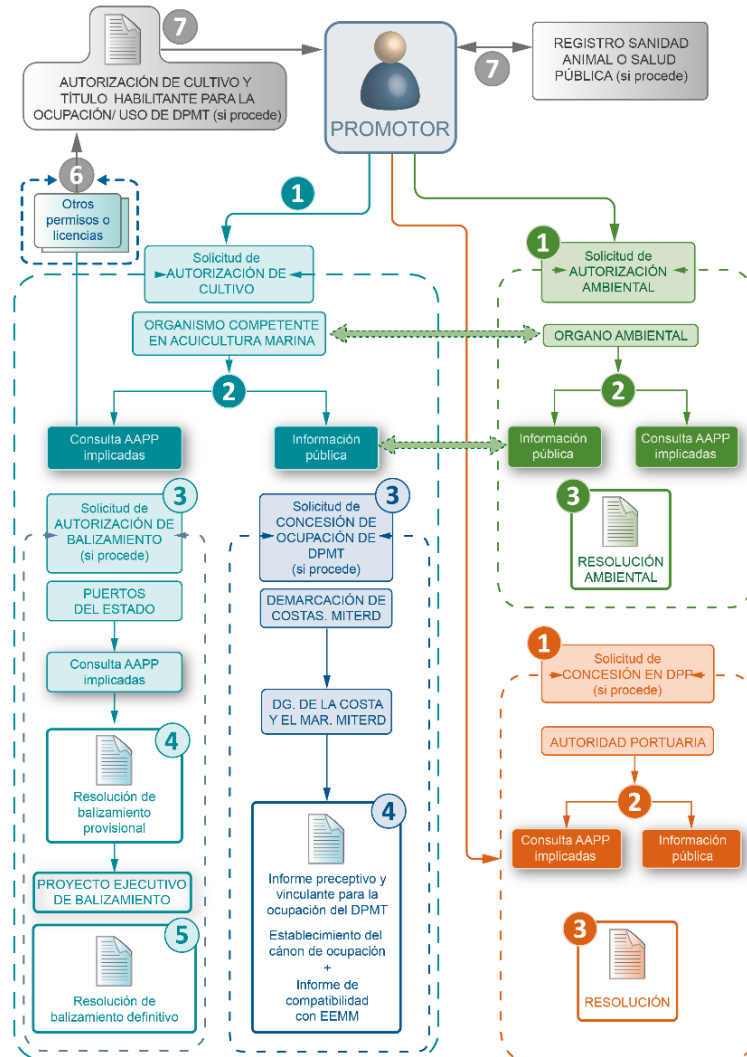 7
AUTORIZACIÓN DE CULTIVO Y
TÍTULO HABILITANTE PARA LA
OCUPACIÓN/ USO DE DPMT (si procede)
PROMOTOR
7
REGISTRO SANIDAD
ANIMAL O SALUD
PÚBLICA (si procede)
6
Otros
permisos o
licencias
1
Solicitud de
AUTORIZACIÓN DE
CULTIVO
ORGANISMO COMPETENTE
EN ACUICULTURA MARINA
2
Consulta AAPP
implicadas
Información
pública
3
Solicitud de
AUTORIZACIÓN DE
BALIZAMIENTO
(si procede)
PUERTOS
DEL ESTADO
Consulta AAPP
implicadas
4
Resolución de
balizamiento
provisional
PROYECTO EJECUTIVO
DE BALIZAMIENTO
5
Resolución de
balizamiento definitivo
3
Solicitud de
CONCESIÓN DE
OCUPACIÓN DE
DPMT
(si procede)
DEMARCACIÓN DE
COSTAS. MITERD
DG. DE LA COSTA
Y EL MAR. MITERD
4
Informe preceptivo y
vinculante para la
ocupación del DPMT
Establecimiento del
cánon de ocupación
+
Informe de
compatibilidad
con EEMM
1
Solicitud de
AUTORIZACIÓN
AMBIENTAL
ORGANO AMBIENTAL
2
Información
pública
Consulta AAPP
implicadas
3
RESOLUCIÓN
AMBIENTAL
1
Solicitud de
CONCESIÓN EN DPP
(si procede)
AUTORIDAD PORTUARIA
2
Consulta AAPP
implicadas
Información
pública
3
RESOLUCIÓN